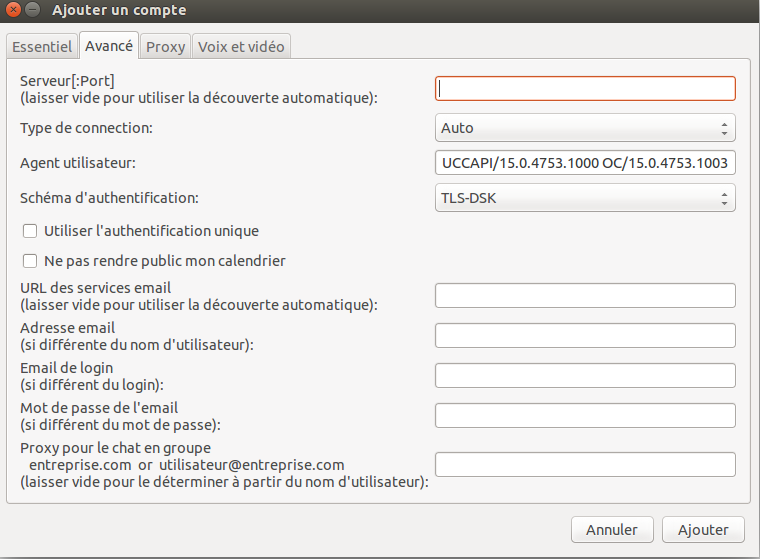 Ajouter un compte
Essentiel Avancé Proxy Voix et vidéo
Serveur[:Port]
(laisser vide pour utiliser la découverte automatique):
Type de connection: Auto
Agent utilisateur: UCCAPI/15.0.4753.1000 OC/15.0.4753.1003
Schéma d'authentification: TLS-DSK
Utiliser l'authentification unique
Ne pas rendre public mon calendrier
URL des services email
(laisser vide pour utiliser la découverte automatique):
Adresse email
(si différente du nom d'utilisateur):
Email de login
(si différent du login):
Mot de passe de l'email
(si différent du mot de passe):
Proxy pour le chat en groupe
entreprise.com or utilisateur@entreprise.com
(laisser vide pour le déterminer à partir du nom d'utilisateur):
Annuler Ajouter